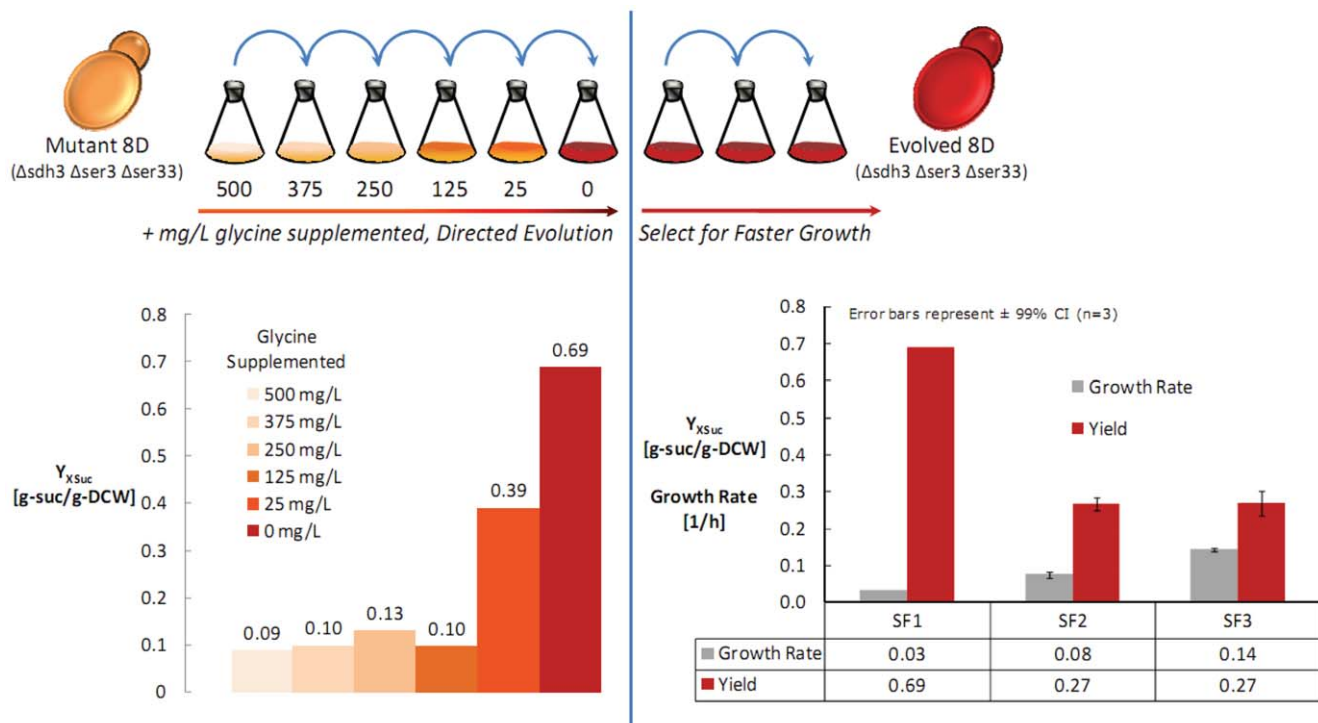 Mutant 8D
(Δsdh3 Δser3 Δser33)
500 375 250 125 25 0
+ mg/L glycine supplemented, Directed Evolution
Select for Faster Growth
Evolved 8D
(Δsdh3 Δser3 Δser33)
Y_XSuc
[g-suc/g-DCW]
0.8
0.7
0.6
0.5
0.4
0.3
0.2
0.1
0
Glycine
Supplemented
500 mg/L
375 mg/L
250 mg/L
125 mg/L
25 mg/L
0 mg/L
0.09
0.10
0.13
0.10
0.39
0.69
Y_XSuc
[g-suc/g-DCW]
Growth Rate
[1/h]
0.8
0.7
0.6
0.5
0.4
0.3
0.2
0.1
0.0
Error bars represent ± 99% CI (n=3)
Growth Rate
Yield
SF1 SF2 SF3
Growth Rate 0.03 0.08 0.14
Yield 0.69 0.27 0.27